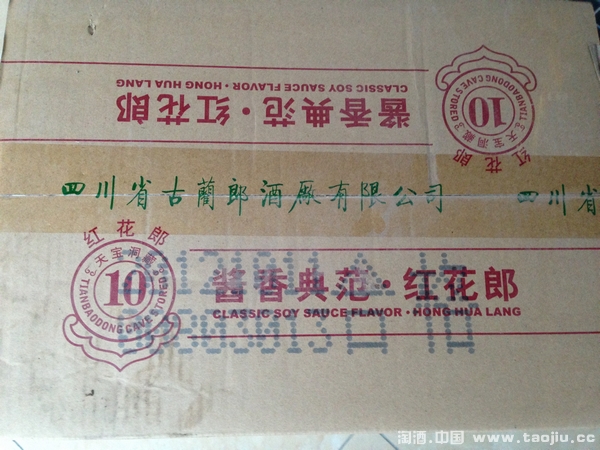 酱香典范·红花郎
CLASSIC SOY SAUCE FLAVOR · HONG HUA LANG
10
天宝洞藏
TIANBAODONG CAVE STORED
红花郎
四川省古蔺郎酒厂有限公司 四川省
红花郎
天宝洞藏
10
TIANBAODONG CAVE STORED
酱香典范·红花郎
CLASSIC SOY SAUCE FLAVOR · HONG HUA LANG
淘酒.中国 www.taojiu.cc